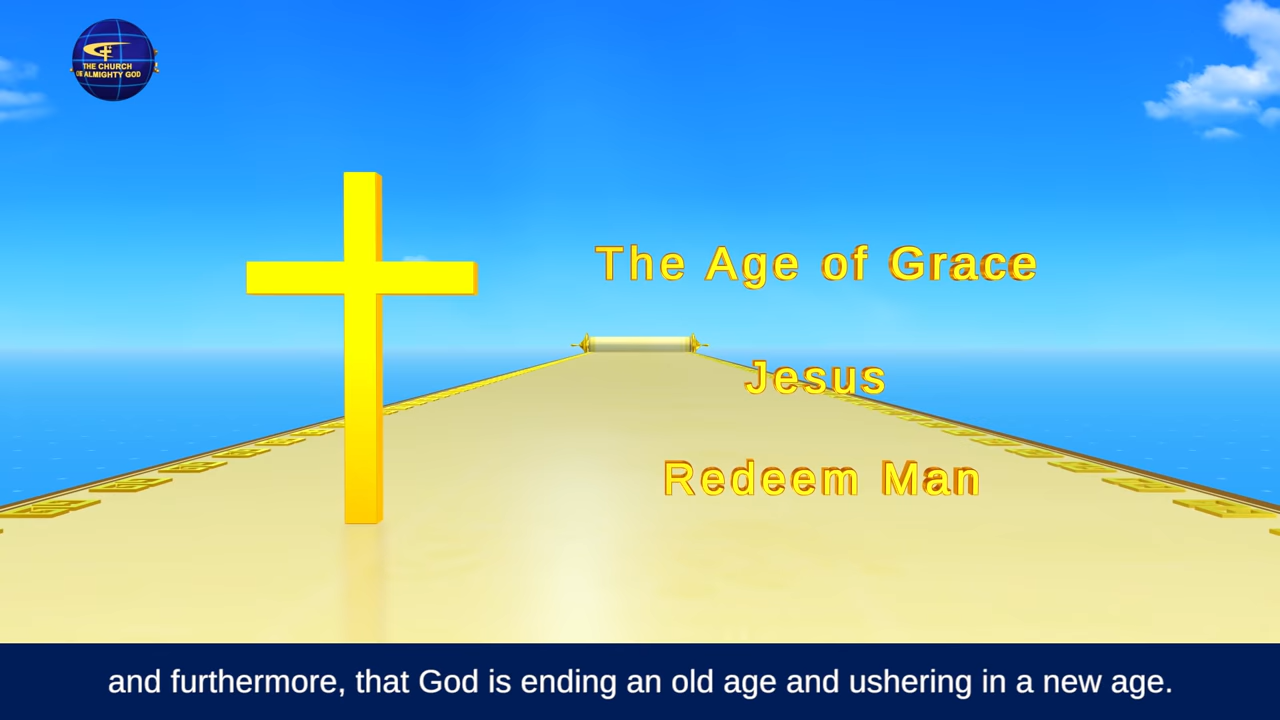 THE CHURCH
OF ALMIGHTY GOD
The Age of Grace
Jesus
Redeem Man
and furthermore, that God is ending an old age and ushering in a new age.